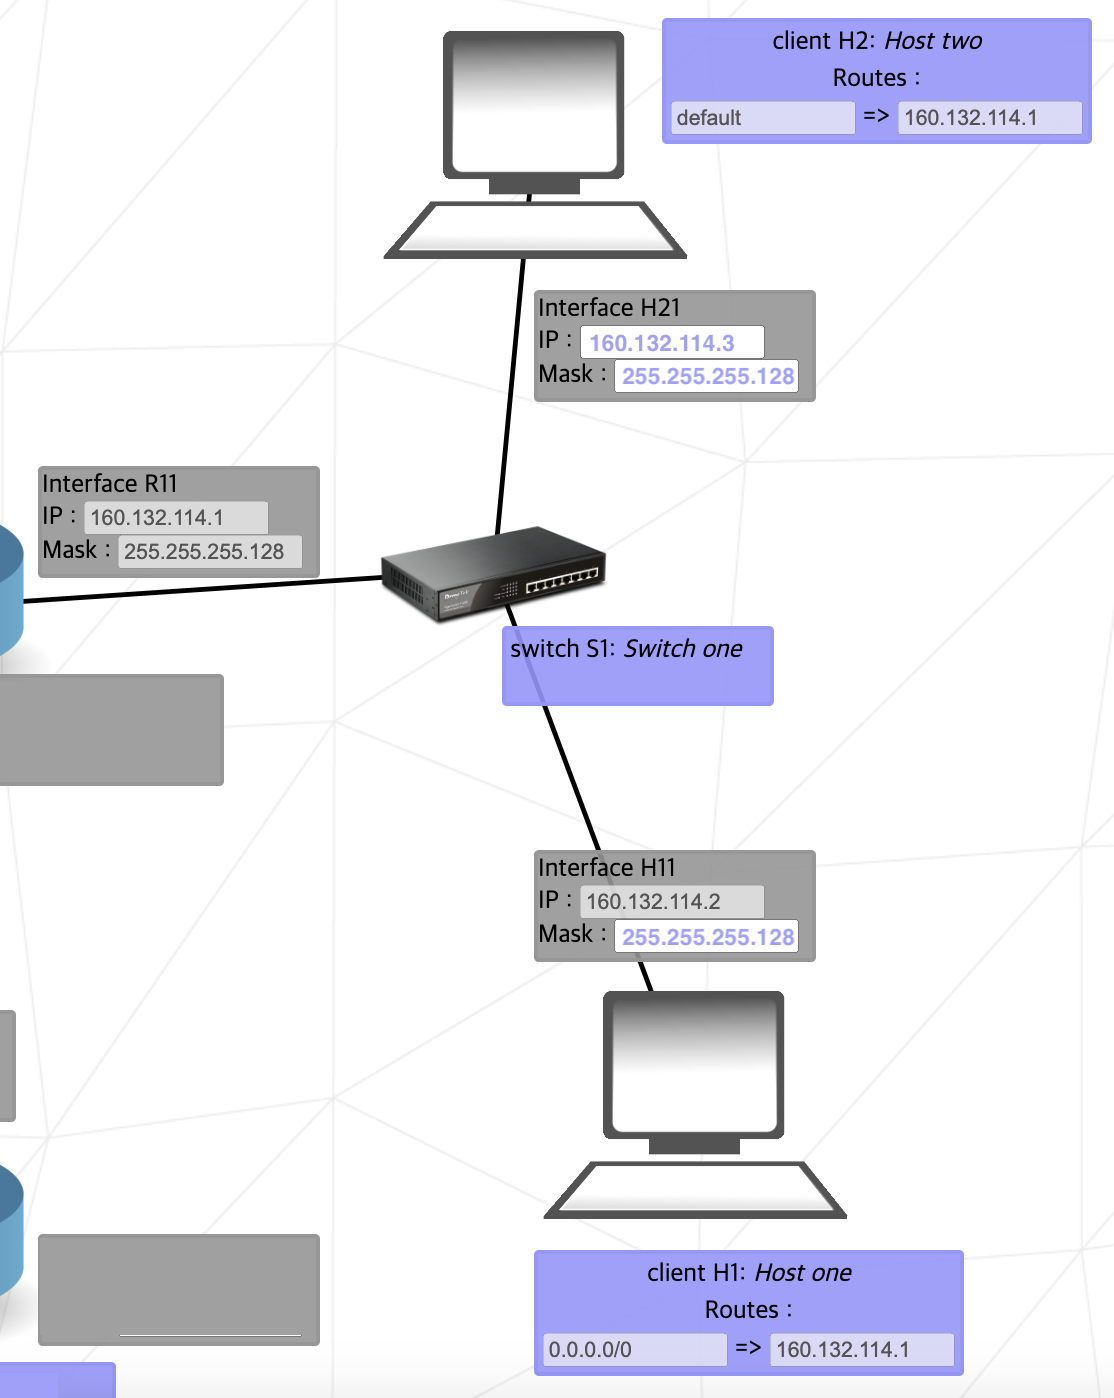 client H2: Host two
Routes :
default => 160.132.114.1
Interface H21
IP : 160.132.114.3
Mask : 255.255.255.128
Interface R11
IP : 160.132.114.1
Mask : 255.255.255.128
switch S1: Switch one
Interface H11
IP : 160.132.114.2
Mask : 255.255.255.128
client H1: Host one
Routes :
0.0.0.0/0 => 160.132.114.1